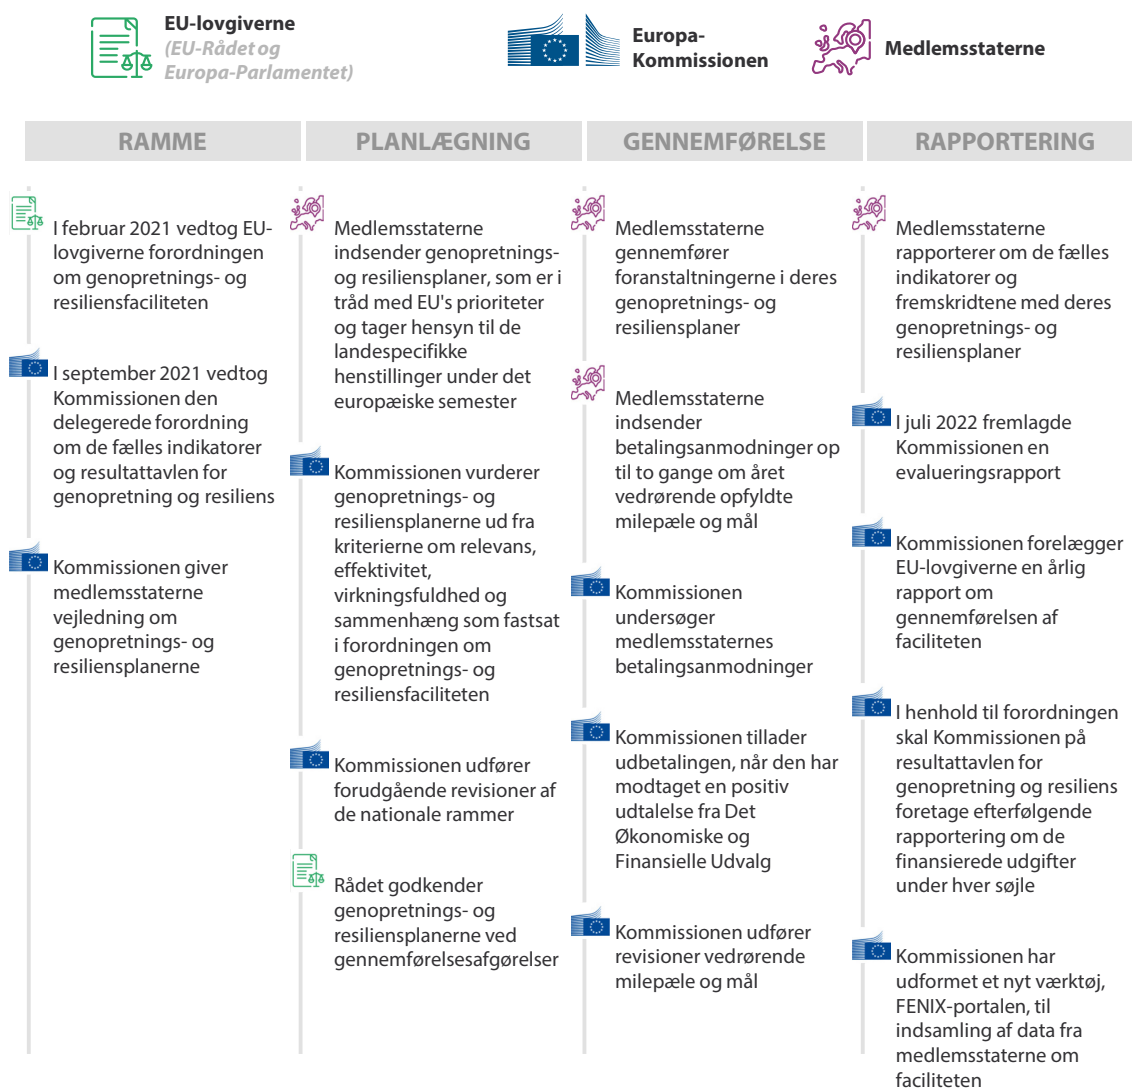 EU-lovgiverne
(EU-Rådet og
Europa-Parlamentet)
Europa-
Kommissionen
Medlemsstaterne
RAMME
I februar 2021 vedtog EU-
lovgiverne forordningen
om genopretnings- og
resiliensfaciliteten
I september 2021 vedtog
Kommissionen den
delegerede forordning
om de fælles indikatorer
og resultattavlen for
genopretning og resiliens
Kommissionen giver
medlemsstaterne
vejledning om
genopretnings- og
resiliensplanerne
PLANLÆGNING
Medlemsstaterne
indsender genopretnings-
og resiliensplaner, som er i
tråd med EU's prioriteter
og tager hensyn til de
landespecifikke
henstillinger under det
europæiske semester
Kommissionen vurderer
genopretnings- og
resiliensplanerne ud fra
kriterierne om relevans,
effektivitet,
virkningsfuldhed og
sammenhæng som fastsat
i forordningen om
genopretnings- og
resiliensfaciliteten
Kommissionen udfører
forudgående revisioner af
de nationale rammer
Rådet godkender
genopretnings- og
resiliensplanerne ved
gennemførelsesafgørelser
GENNEMFØRELSE
Medlemsstaterne
gennemfører
foranstaltningerne i deres
genopretnings- og
resiliensplaner
Medlemsstaterne
indsender
betalingsanmodninger op
til to gange om året
vedrørende opfyldte
milepæle og mål
Kommissionen
undersøger
medlemsstaternes
betalingsanmodninger
Kommissionen tillader
udbetalingen, når den har
modtaget en positiv
udtalelse fra Det
Økonomiske og
Finansielle Udvalg
Kommissionen udfører
revisioner vedrørende
milepæle og mål
RAPPORTERING
Medlemsstaterne
rapporterer om de fælles
indikatorer og
fremskridtene med deres
genopretnings- og
resiliensplaner
I juli 2022 fremlagde
Kommissionen en
evalueringsrapport
Kommissionen forelægger
EU-lovgiverne en årlig
rapport om
gennemførelsen af
faciliteten
I henhold til forordningen
skal Kommissionen på
resultattavlen for
genopretning og resiliens
foretage efterfølgende
rapportering om de
finansierede udgifter
under hver søjle
Kommissionen har
udformet et nyt værktøj,
FENIX-portalen, til
indsamling af data fra
medlemsstaterne om
faciliteten